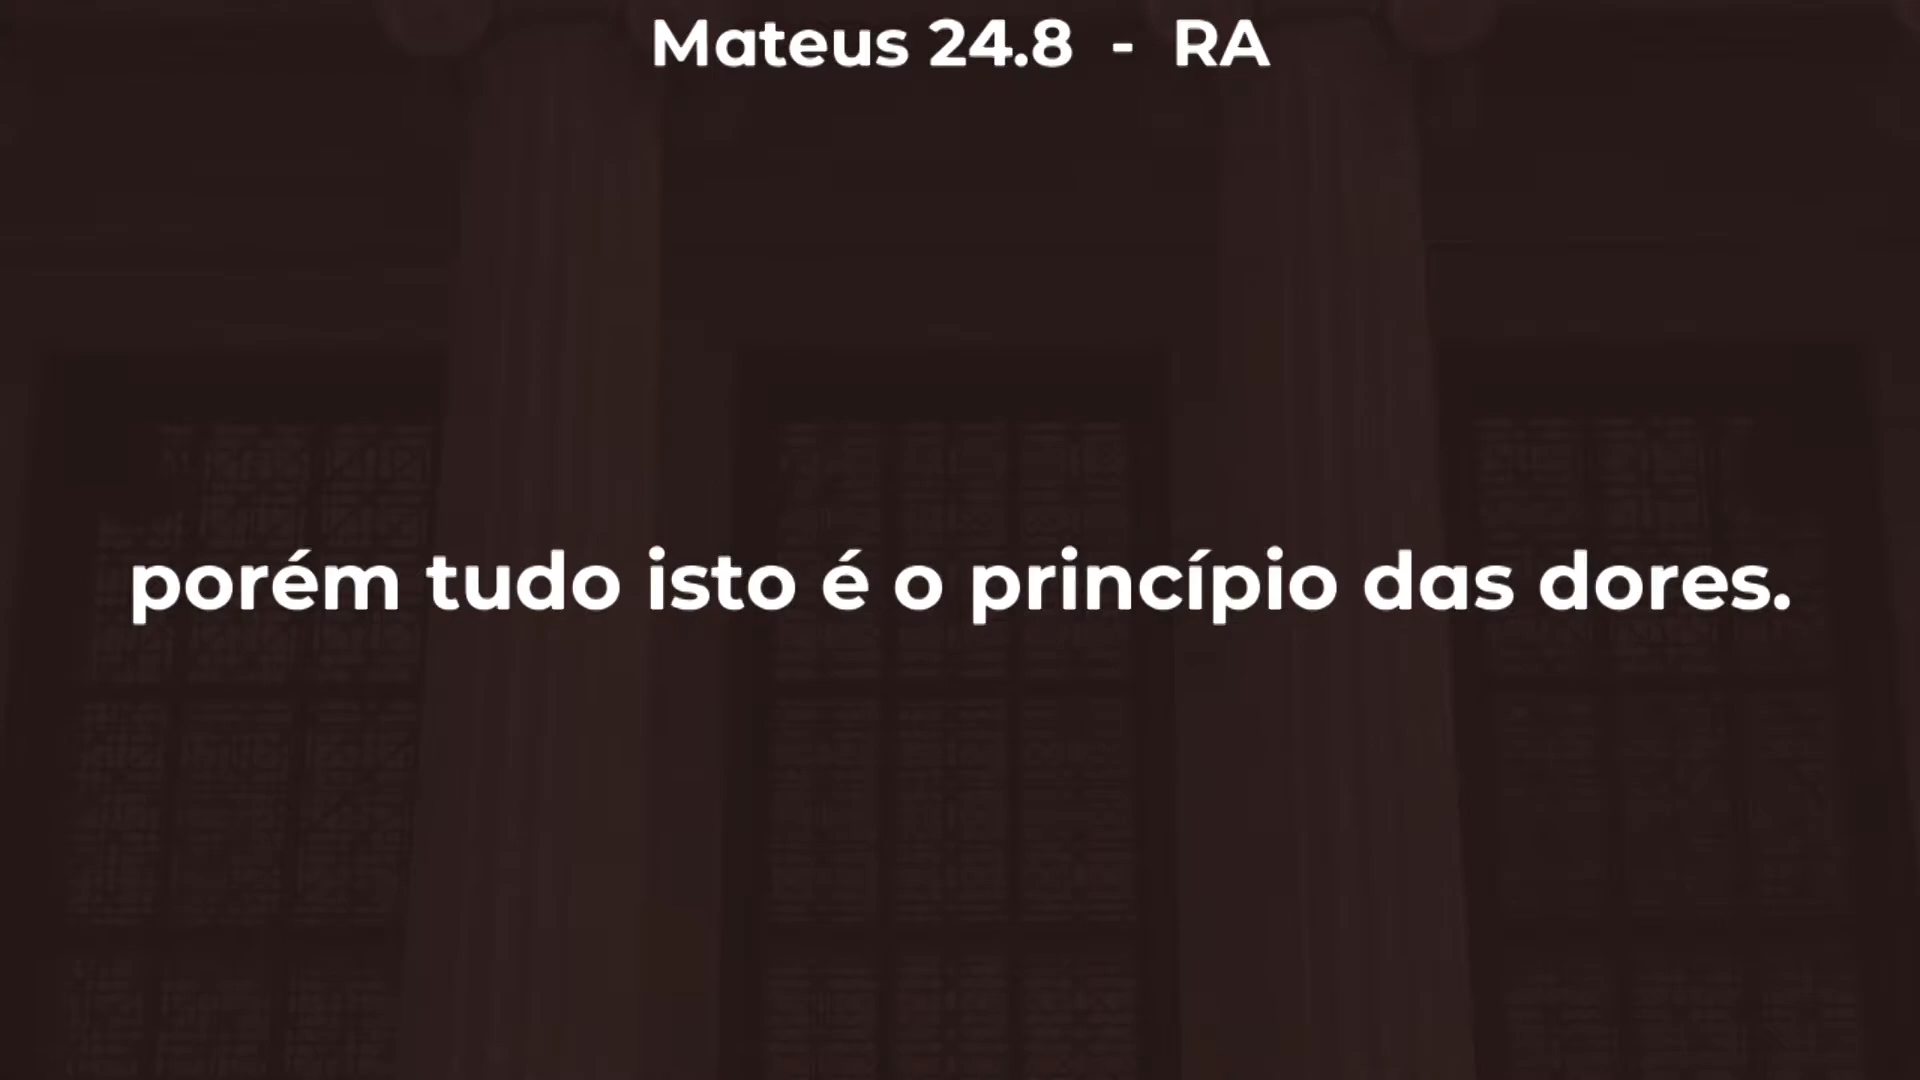 Mateus 24.8 - RA
porém tudo isto é o princípio das dores.